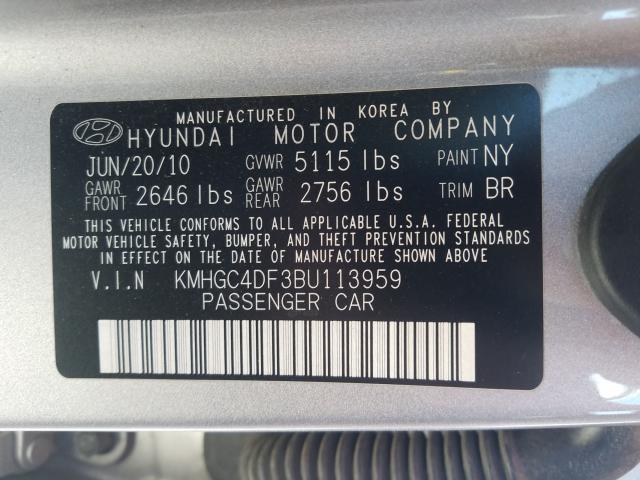 MANUFACTURED IN KOREA BY
HYUNDAI MOTOR COMPANY
JUN/20/10 GVWR 5115 lbs PAINT NY
GAWR FRONT 2646 lbs GAWR REAR 2756 lbs TRIM BR
THIS VEHICLE CONFORMS TO ALL APPLICABLE U.S.A. FEDERAL
MOTOR VEHICLE SAFETY, BUMPER, AND THEFT PREVENTION STANDARDS
IN EFFECT ON THE DATE OF MANUFACTURE SHOWN ABOVE
V.I.N KMHGC4DF3BU113959
PASSENGER CAR